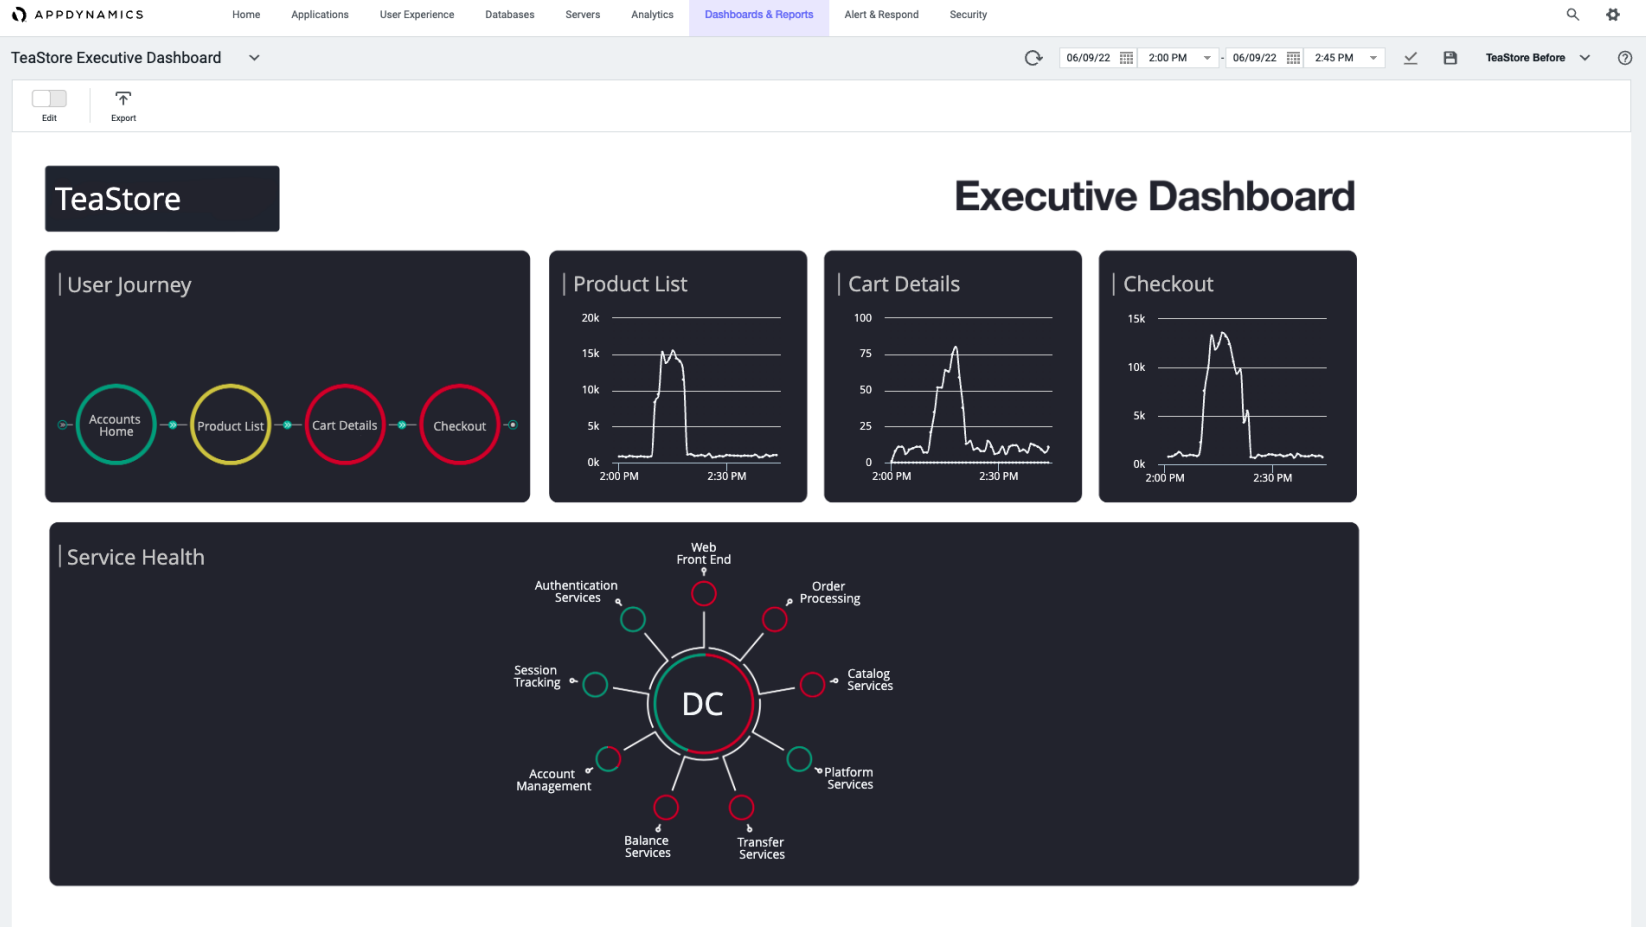 APPDYNAMICS
Home Applications User Experience Databases Servers Analytics Dashboards & Reports Alert & Respond Security
TeaStore Executive Dashboard
06/09/22 2:00 PM - 06/09/22 2:45 PM TeaStore Before
Edit
Export
TeaStore
Executive Dashboard
User Journey
Accounts
Home
Product List
Cart Details
Checkout
Product List
20k
15k
10k
5k
0k
2:00 PM 2:30 PM
Cart Details
100
75
50
25
0
2:00 PM 2:30 PM
Checkout
15k
10k
5k
0k
2:00 PM 2:30 PM
Service Health
Web
Front End
Authentication
Services
Order
Processing
Session
Tracking
DC
Catalog
Services
Account
Management
Platform
Services
Balance
Services
Transfer
Services